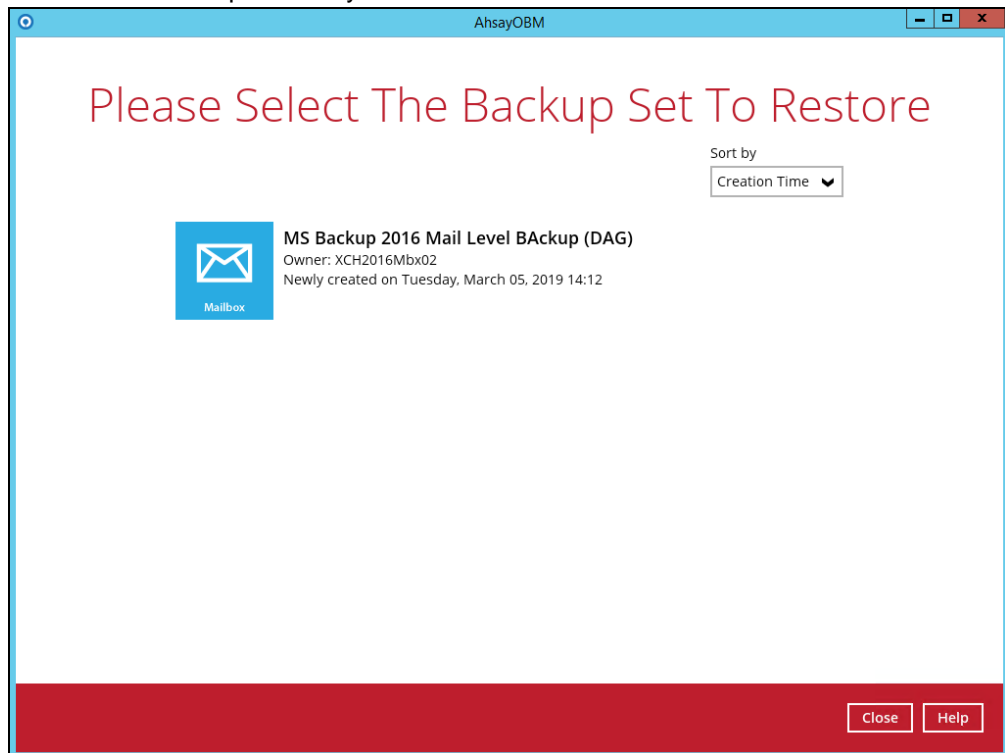 AhsayOBM
Please Select The Backup Set To Restore
Sort by
Creation Time
MS Backup 2016 Mail Level BAckup (DAG)
Owner: XCH2016Mbx02
Newly created on Tuesday, March 05, 2019 14:12
Mailbox
Close
Help